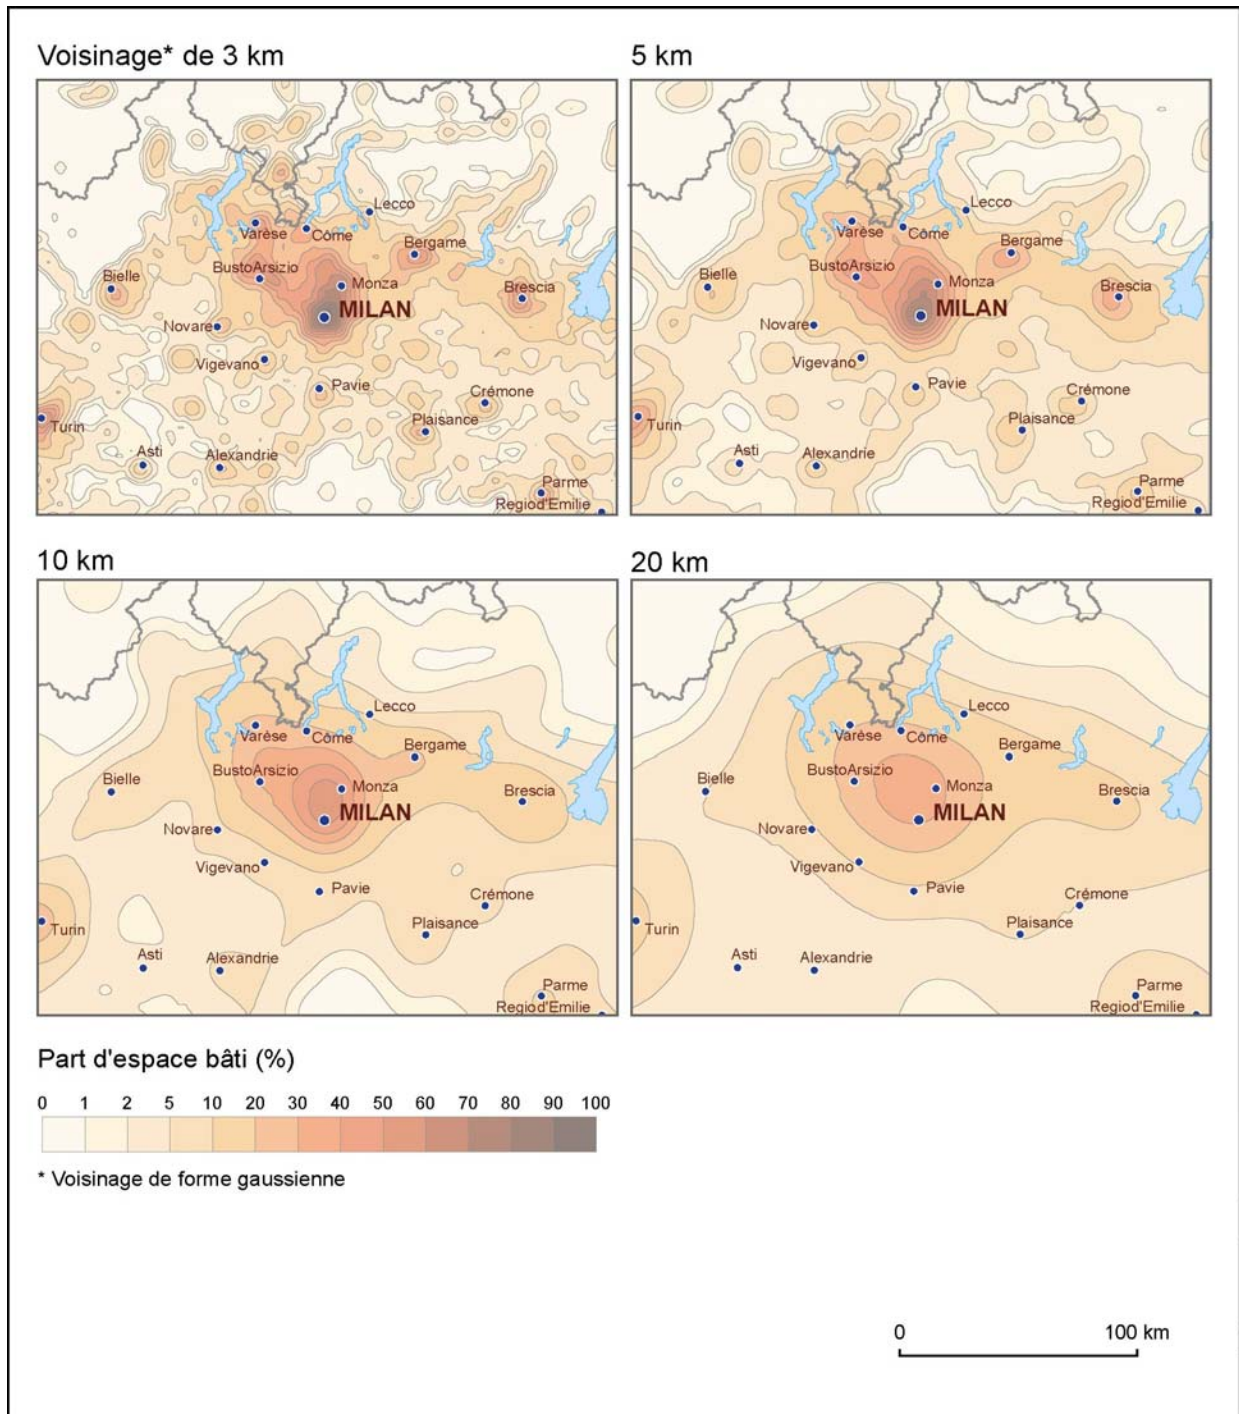 Voisinage* de 3 km
Lecco
Varèse
Côme
Bergame
BustoArsizio
Bielle
Monza
Brescia
MILAN
Novare
Vigevano
Pavie
Crémone
Turin
Plaisance
Asti
Alexandrie
Parme
Regiod'Emilie
5 km
Lecco
Varèse
Côme
Bergame
BustoArsizio
Bielle
Monza
Brescia
MILAN
Novare
Vigevano
Pavie
Crémone
Turin
Plaisance
Asti
Alexandrie
Parme
Regiod'Emilie
10 km
Lecco
Varèse
Côme
Bergame
BustoArsizio
Bielle
Monza
Brescia
MILAN
Novare
Vigevano
Pavie
Crémone
Turin
Plaisance
Asti
Alexandrie
Parme
Regiod'Emilie
20 km
Lecco
Varèse
Côme
Bergame
BustoArsizio
Bielle
Monza
Brescia
MILAN
Novare
Vigevano
Pavie
Crémone
Turin
Plaisance
Asti
Alexandrie
Parme
Regiod'Emilie
Part d'espace bâti (%)
0 1 2 5 10 20 30 40 50 60 70 80 90 100
* Voisinage de forme gaussienne
0 100 km